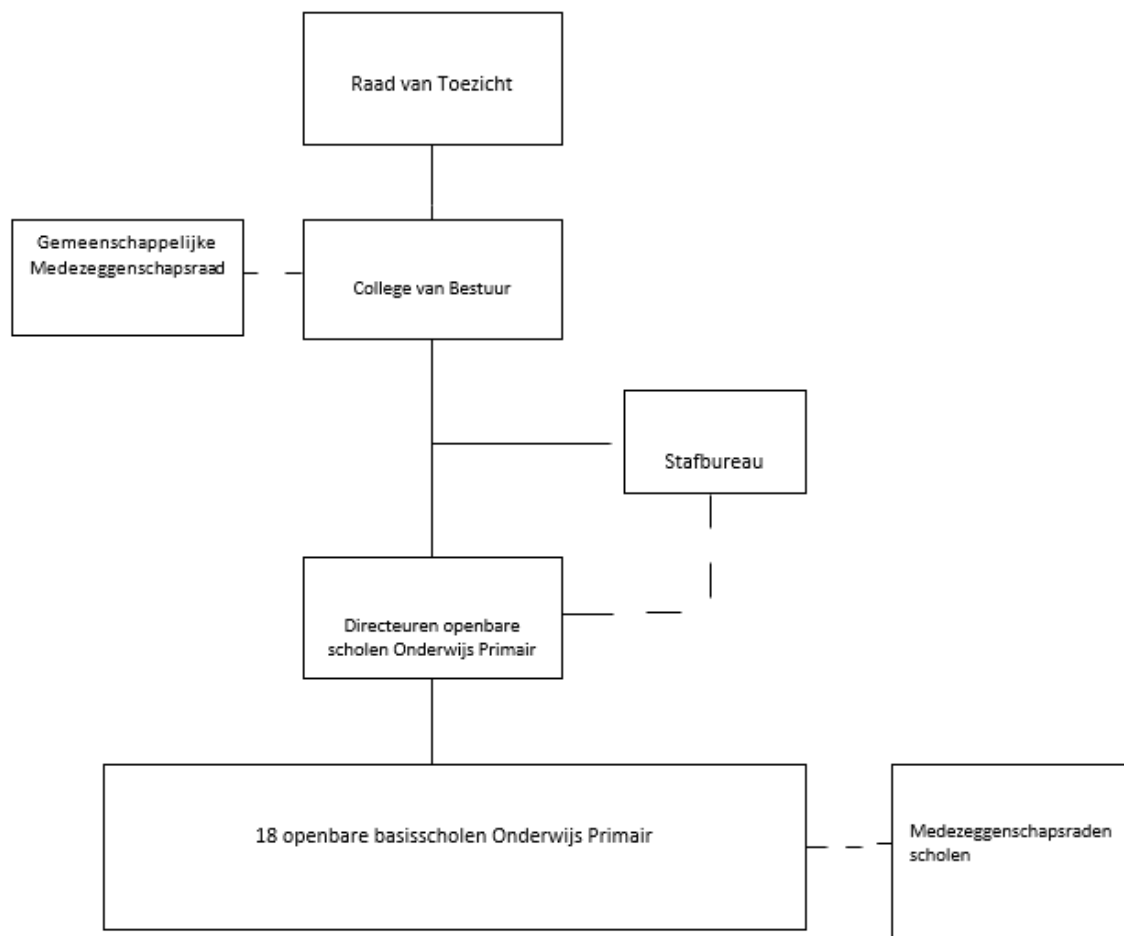 Raad van Toezicht
Gemeenschappelijke
Medezeggenschapsraad
College van Bestuur
Stafbureau
Directeuren openbare
scholen Onderwijs Primair
18 openbare basisscholen Onderwijs Primair
Medezeggenschapsraden
scholen